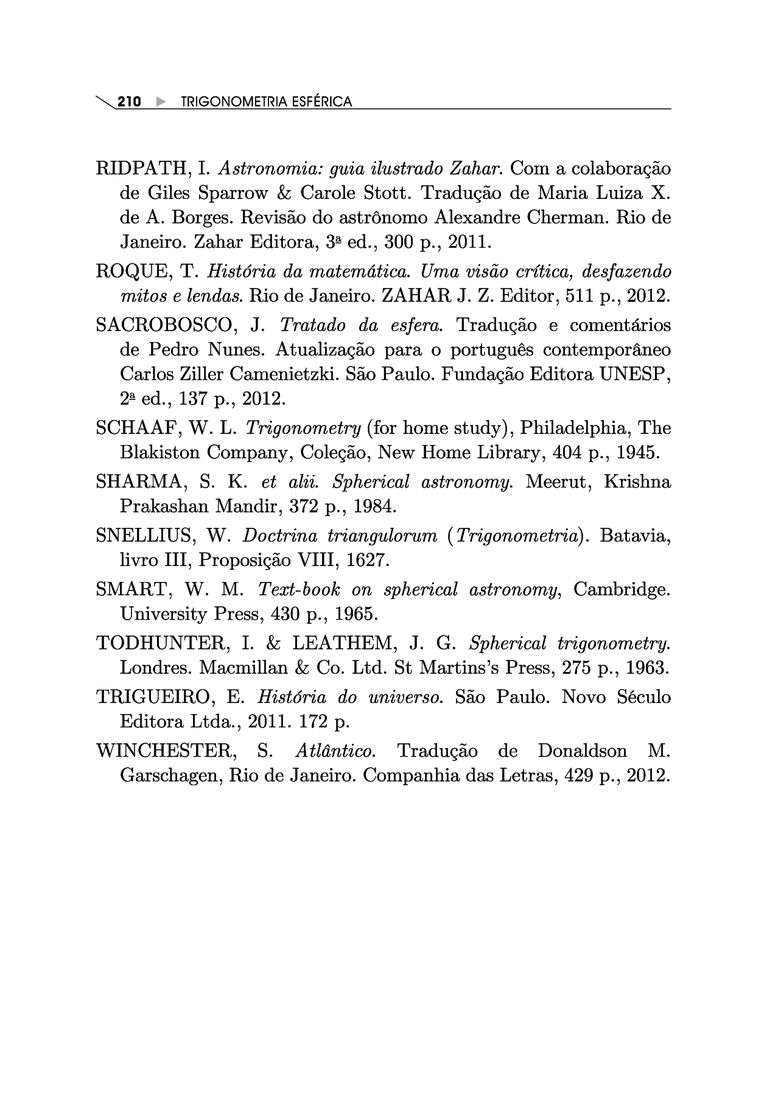 210 ► TRIGONOMETRIA ESFÉRICA
RIDPATH, I. Astronomia: guia ilustrado Zahar. Com a colaboração
de Giles Sparrow & Carole Stott. Tradução de Maria Luiza X.
de A. Borges. Revisão do astrônomo Alexandre Cherman. Rio de
Janeiro. Zahar Editora, 3ª ed., 300 p., 2011.
ROQUE, T. História da matemática. Uma visão crítica, desfazendo
mitos e lendas. Rio de Janeiro. ZAHAR J. Z. Editor, 511 p., 2012.
SACROBOSCO, J. Tratado da esfera. Tradução e comentários
de Pedro Nunes. Atualização para o português contemporâneo
Carlos Ziller Camenietzki. São Paulo. Fundação Editora UNESP,
2ª ed., 137 p., 2012.
SCHAAF, W. L. Trigonometry (for home study), Philadelphia, The
Blakiston Company, Coleção, New Home Library, 404 p., 1945.
SHARMA, S. K. et alii. Spherical astronomy. Meerut, Krishna
Prakashan Mandir, 372 p., 1984.
SNELLIUS, W. Doctrina triangulorum (Trigonometria). Batavia,
livro III, Proposição VIII, 1627.
SMART, W. M. Text-book on spherical astronomy, Cambridge.
University Press, 430 p., 1965.
TODHUNTER, I. & LEATHEM, J. G. Spherical trigonometry.
Londres. Macmillan & Co. Ltd. St Martins's Press, 275 p., 1963.
TRIGUEIRO, E. História do universo. São Paulo. Novo Século
Editora Ltda., 2011. 172 p.
WINCHESTER, S. Atlântico. Tradução de Donaldson M.
Garschagen, Rio de Janeiro. Companhia das Letras, 429 p., 2012.